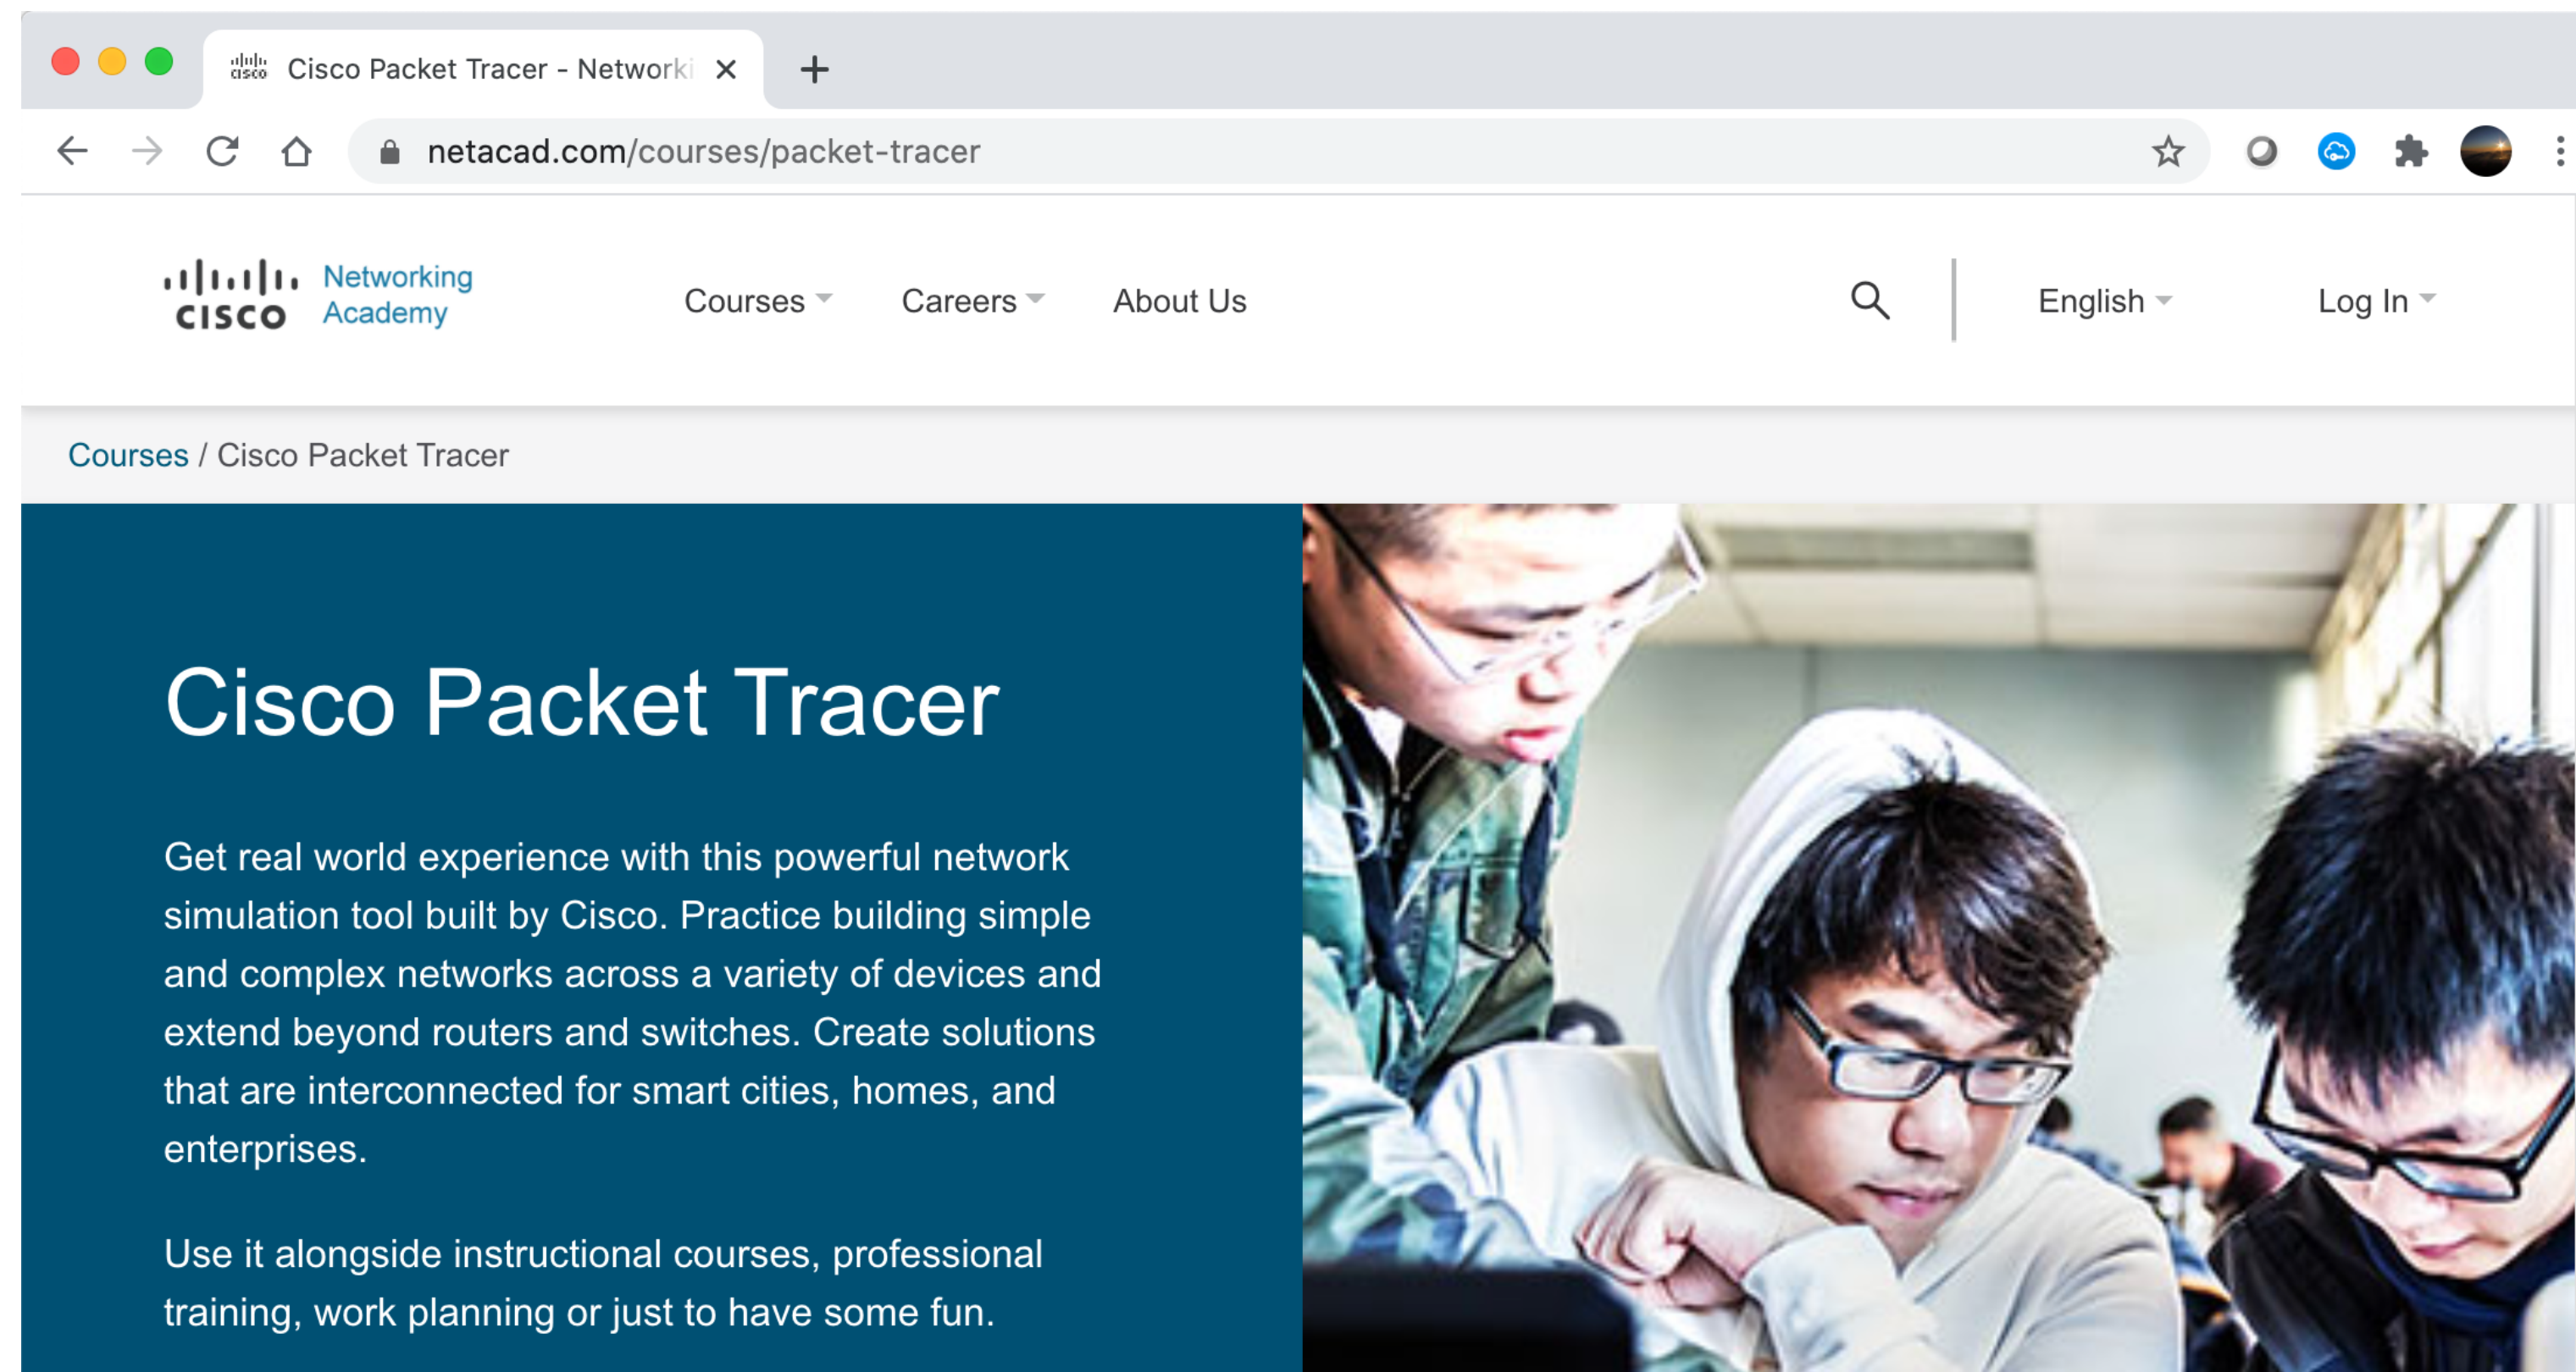 Cisco Packet Tracer - Networki
netacad.com/courses/packet-tracer
CISCO
Networking
Academy
Courses
Careers
About Us
English
Log In
Courses / Cisco Packet Tracer
Cisco Packet Tracer
Get real world experience with this powerful network
simulation tool built by Cisco. Practice building simple
and complex networks across a variety of devices and
extend beyond routers and switches. Create solutions
that are interconnected for smart cities, homes, and
enterprises.
Use it alongside instructional courses, professional
training, work planning or just to have some fun.